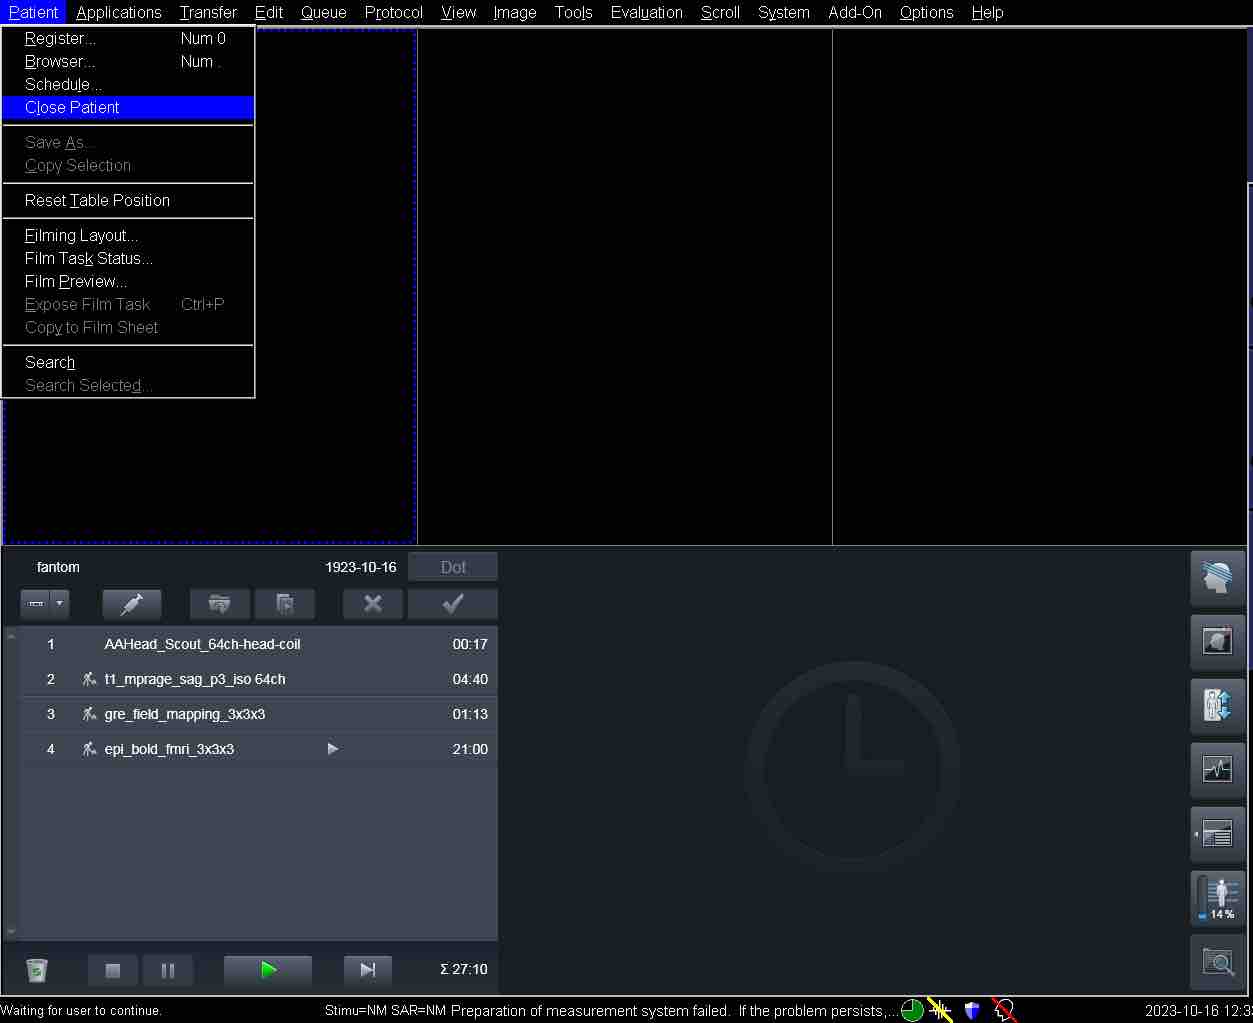 Patient Applications Transfer Edit Queue Protocol View Image Tools Evaluation Scroll System Add-On Options Help
Register... Num 0
Browser... Num .
Schedule...
Close Patient
Save As...
Copy Selection
Reset Table Position
Filming Layout...
Film Task Status...
Film Preview...
Expose Film Task Ctrl+P
Copy to Film Sheet
Search
Search Selected...
fantom 1923-10-16 Dot
1 AAHead_Scout_64ch-head-coil 00:17
2 t1_mprage_sag_p3_iso 64ch 04:40
3 gre_field_mapping_3x3x3 01:13
4 epi_bold_fmri_3x3x3 21:00
14%
Σ 27:10
Waiting for user to continue. Stimu=NM SAR=NM Preparation of measurement system failed. If the problem persists,... 2023-10-16 12:3